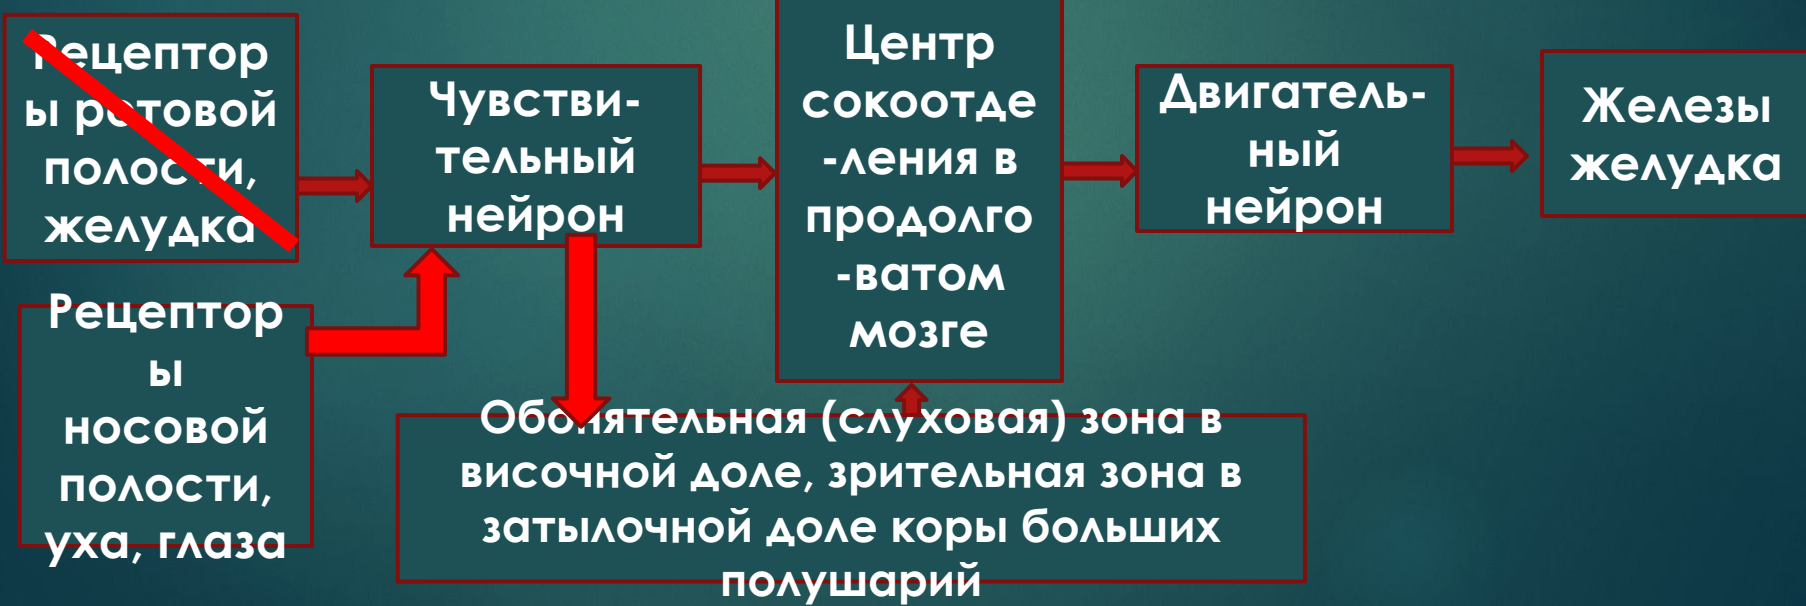 Рецептор
ы ротовой
полости,
желудка
Чувстви-
тельный
нейрон
Центр
сокоотде
-ления в
продолго
-ватом
мозге
Двигатель-
ный
нейрон
Железы
желудка
Рецептор
ы
носовой
полости,
уха, глаза
Обонятельная (слуховая) зона в
височной доле, зрительная зона в
затылочной доле коры больших
полушарий